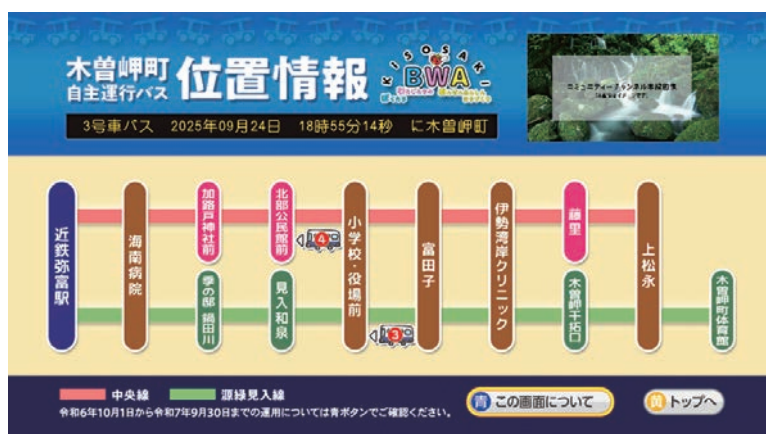 木曽岬町
自主運行バス
位置情報
KISOSAKI
BWA
3号車バス 2025年09月24日 18時55分14秒 に木曽岬町
近鉄弥富駅
海南病院
加路戸神社前
季の邸 鍋田川
北部公民館前
見入和泉
4
小学校・役場前
3
富田子
伊勢湾岸クリニック
藤里
木曽岬干拓口
上松永
木曽岬町体育館
中央線
源緑見入線
令和6年10月1日から令和7年9月30日までの運用については青ボタンでご確認ください。
青 この画面について
黄 トップへ